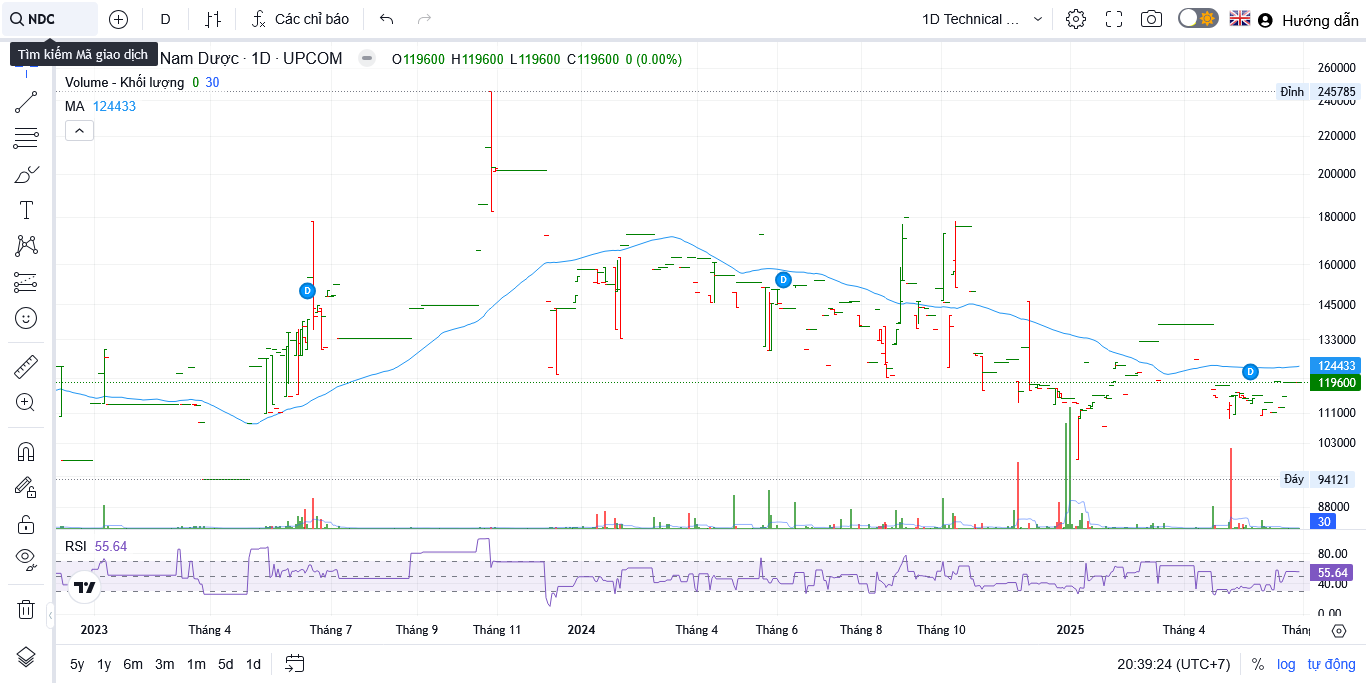 NDC D Các chỉ báo 1D Technical ... Hướng dẫn
Tìm kiếm Mã giao dịch
Nam Dược · 1D · UPCOM O119600 H119600 L119600 C119600 0 (0.00%)
Volume - Khối lượng 0 30
MA 124433
260000
Đỉnh 245785
240000
220000
200000
180000
160000
145000
133000
124433
119600
111000
103000
Đáy 94121
88000
30
D
D
D
RSI 55.64
80.00
55.64
40.00
0.00
2023 Tháng 4 Tháng 7 Tháng 9 Tháng 11 2024 Tháng 4 Tháng 6 Tháng 8 Tháng 10 2025 Tháng 4
5y 1y 6m 3m 1m 5d 1d 20:39:24 (UTC+7) % log tự động